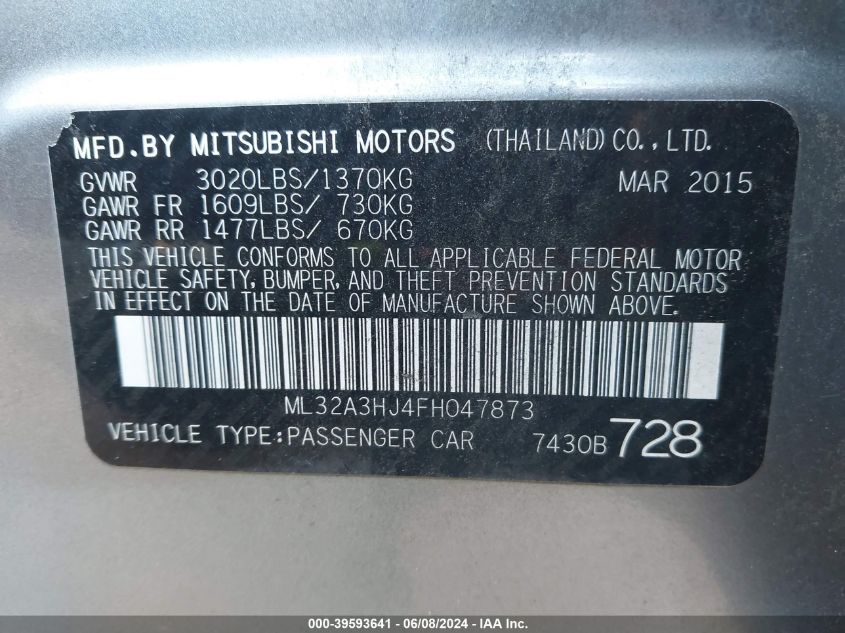 MFD.BY MITSUBISHI MOTORS (THAILAND)CO.,LTD.
GVWR 3020LBS/1370KG MAR 2015
GAWR FR 1609LBS/ 730KG
GAWR RR 1477LBS/ 670KG
THIS VEHICLE CONFORMS TO ALL APPLICABLE FEDERAL MOTOR
VEHICLE SAFETY, BUMPER, AND THEFT PREVENTION STANDARDS
IN EFFECT ON THE DATE OF MANUFACTURE SHOWN ABOVE.
ML32A3HJ4FH047873
VEHICLE TYPE:PASSENGER CAR 7430B 728
000-39593641 - 06/08/2024 - IAA Inc.